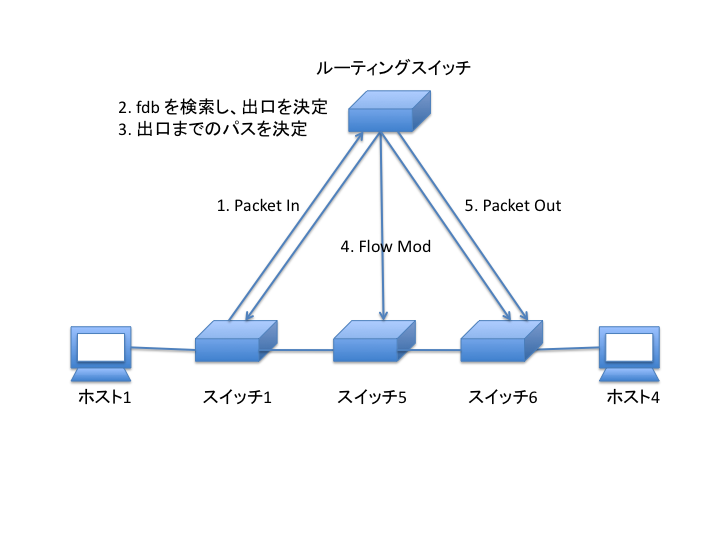 ルーティングスイッチ
2. fdb を検索し、出口を決定
3. 出口までのパスを決定
1. Packet In
5. Packet Out
4. Flow Mod
ホスト1
スイッチ1
スイッチ5
スイッチ6
ホスト4